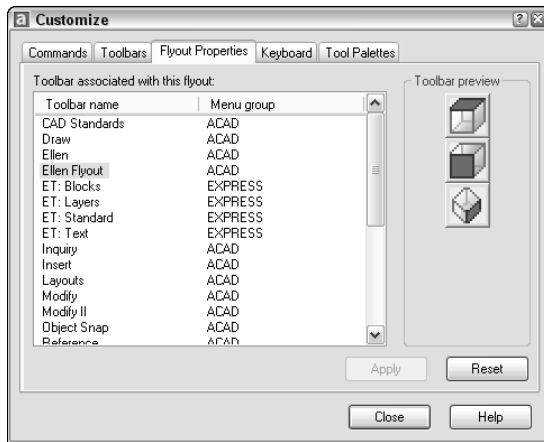 a Customize
Commands Toolbars Flyout Properties Keyboard Tool Palettes
Toolbar associated with this flyout: Toolbar preview
Toolbar name Menu group
CAD Standards ACAD
Draw ACAD
Ellen ACAD
Ellen Flyout ACAD
ET: Blocks EXPRESS
ET: Layers EXPRESS
ET: Standard EXPRESS
ET: Text EXPRESS
Inquiry ACAD
Insert ACAD
Layouts ACAD
Modify ACAD
Modify II ACAD
Object Snap ACAD
Reference ACAD
Apply Reset
Close Help